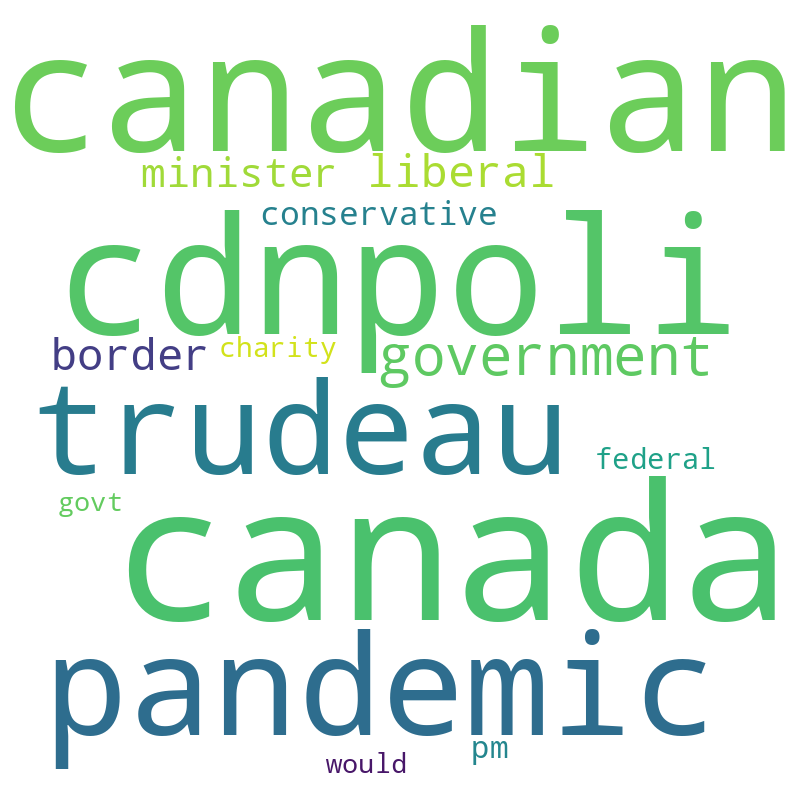 canadian
minister liberal
conservative
cdnpoli
border charity government
trudeau
federal
govt
canada
pandemic
pm
would